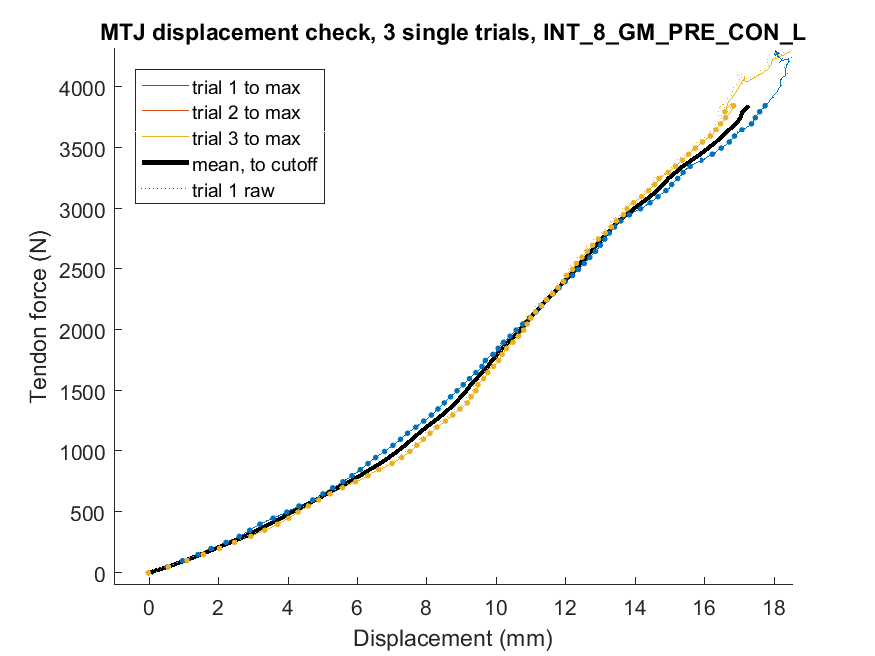 MTJ displacement check, 3 single trials, INT_8_GM_PRE_CON_L
trial 1 to max
trial 2 to max
trial 3 to max
mean, to cutoff
trial 1 raw
4000
3500
3000
2500
2000
1500
1000
500
0
Tendon force (N)
0 2 4 6 8 10 12 14 16 18
Displacement (mm)